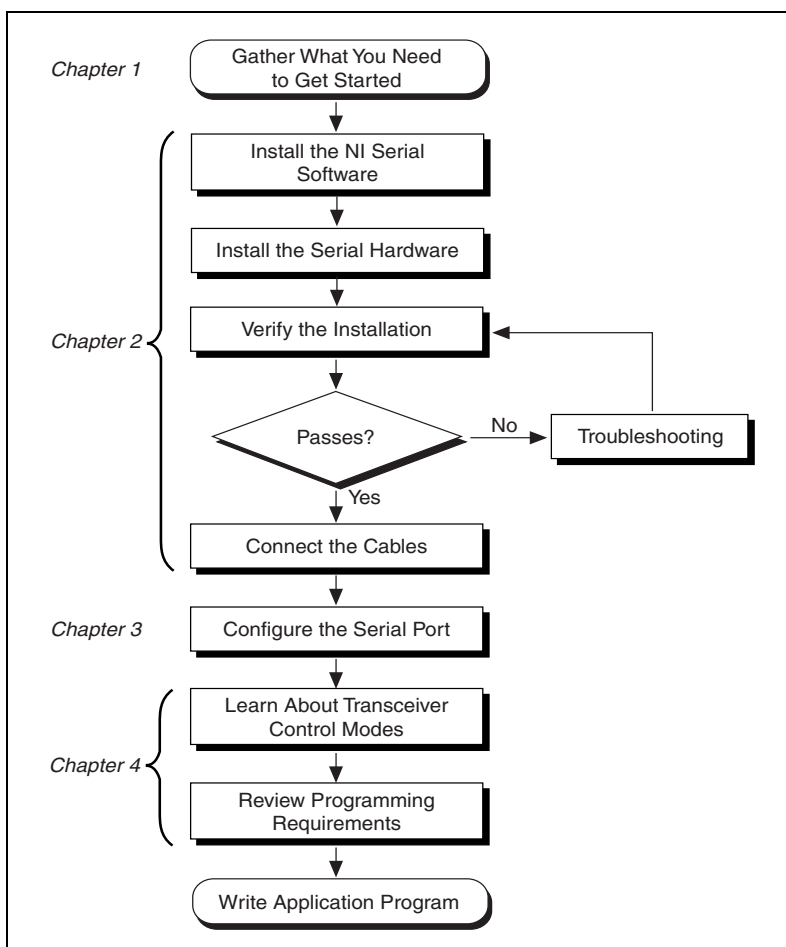 Chapter 1
Gather What You Need
to Get Started
Install the NI Serial
Software
Install the Serial Hardware
Verify the Installation
Chapter 2
Passes?
No
Troubleshooting
Yes
Connect the Cables
Chapter 3
Configure the Serial Port
Learn About Transceiver
Control Modes
Chapter 4
Review Programming
Requirements
Write Application Program